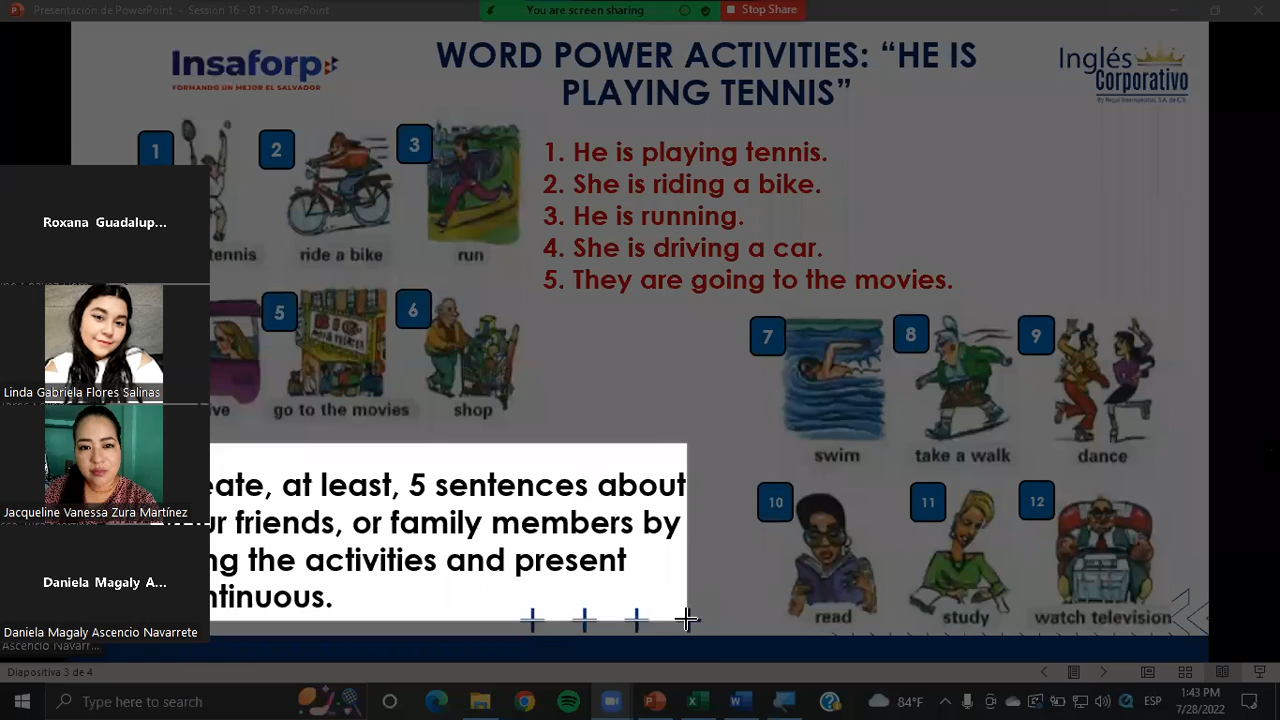 Presentación de PowerPoint - Session 16 - B1 - PowerPoint
You are screen sharing
Stop Share
Insaforp
FORMANDO UN MEJOR EL SALVADOR
WORD POWER ACTIVITIES: “HE IS
PLAYING TENNIS”
Inglés
Corporativo
1
2
3
tennis
ride a bike
run
1. He is playing tennis.
2. She is riding a bike.
3. He is running.
4. She is driving a car.
5. They are going to the movies.
Roxana Guadalup...
Linda Gabriela Flores Salinas
Jacqueline Vanessa Zura Martínez
Daniela Magaly A...
Daniela Magaly Ascencio Navarrete
Ascencio Navarr...
5
6
ive
go to the movies
shop
7
8
9
swim
take a walk
dance
10
11
12
read
study
watch television
eate, at least, 5 sentences about
ur friends, or family members by
ng the activities and present
ntinuous.
Diapositiva 3 de 4
Type here to search
84°F
ESP
1:43 PM
7/28/2022